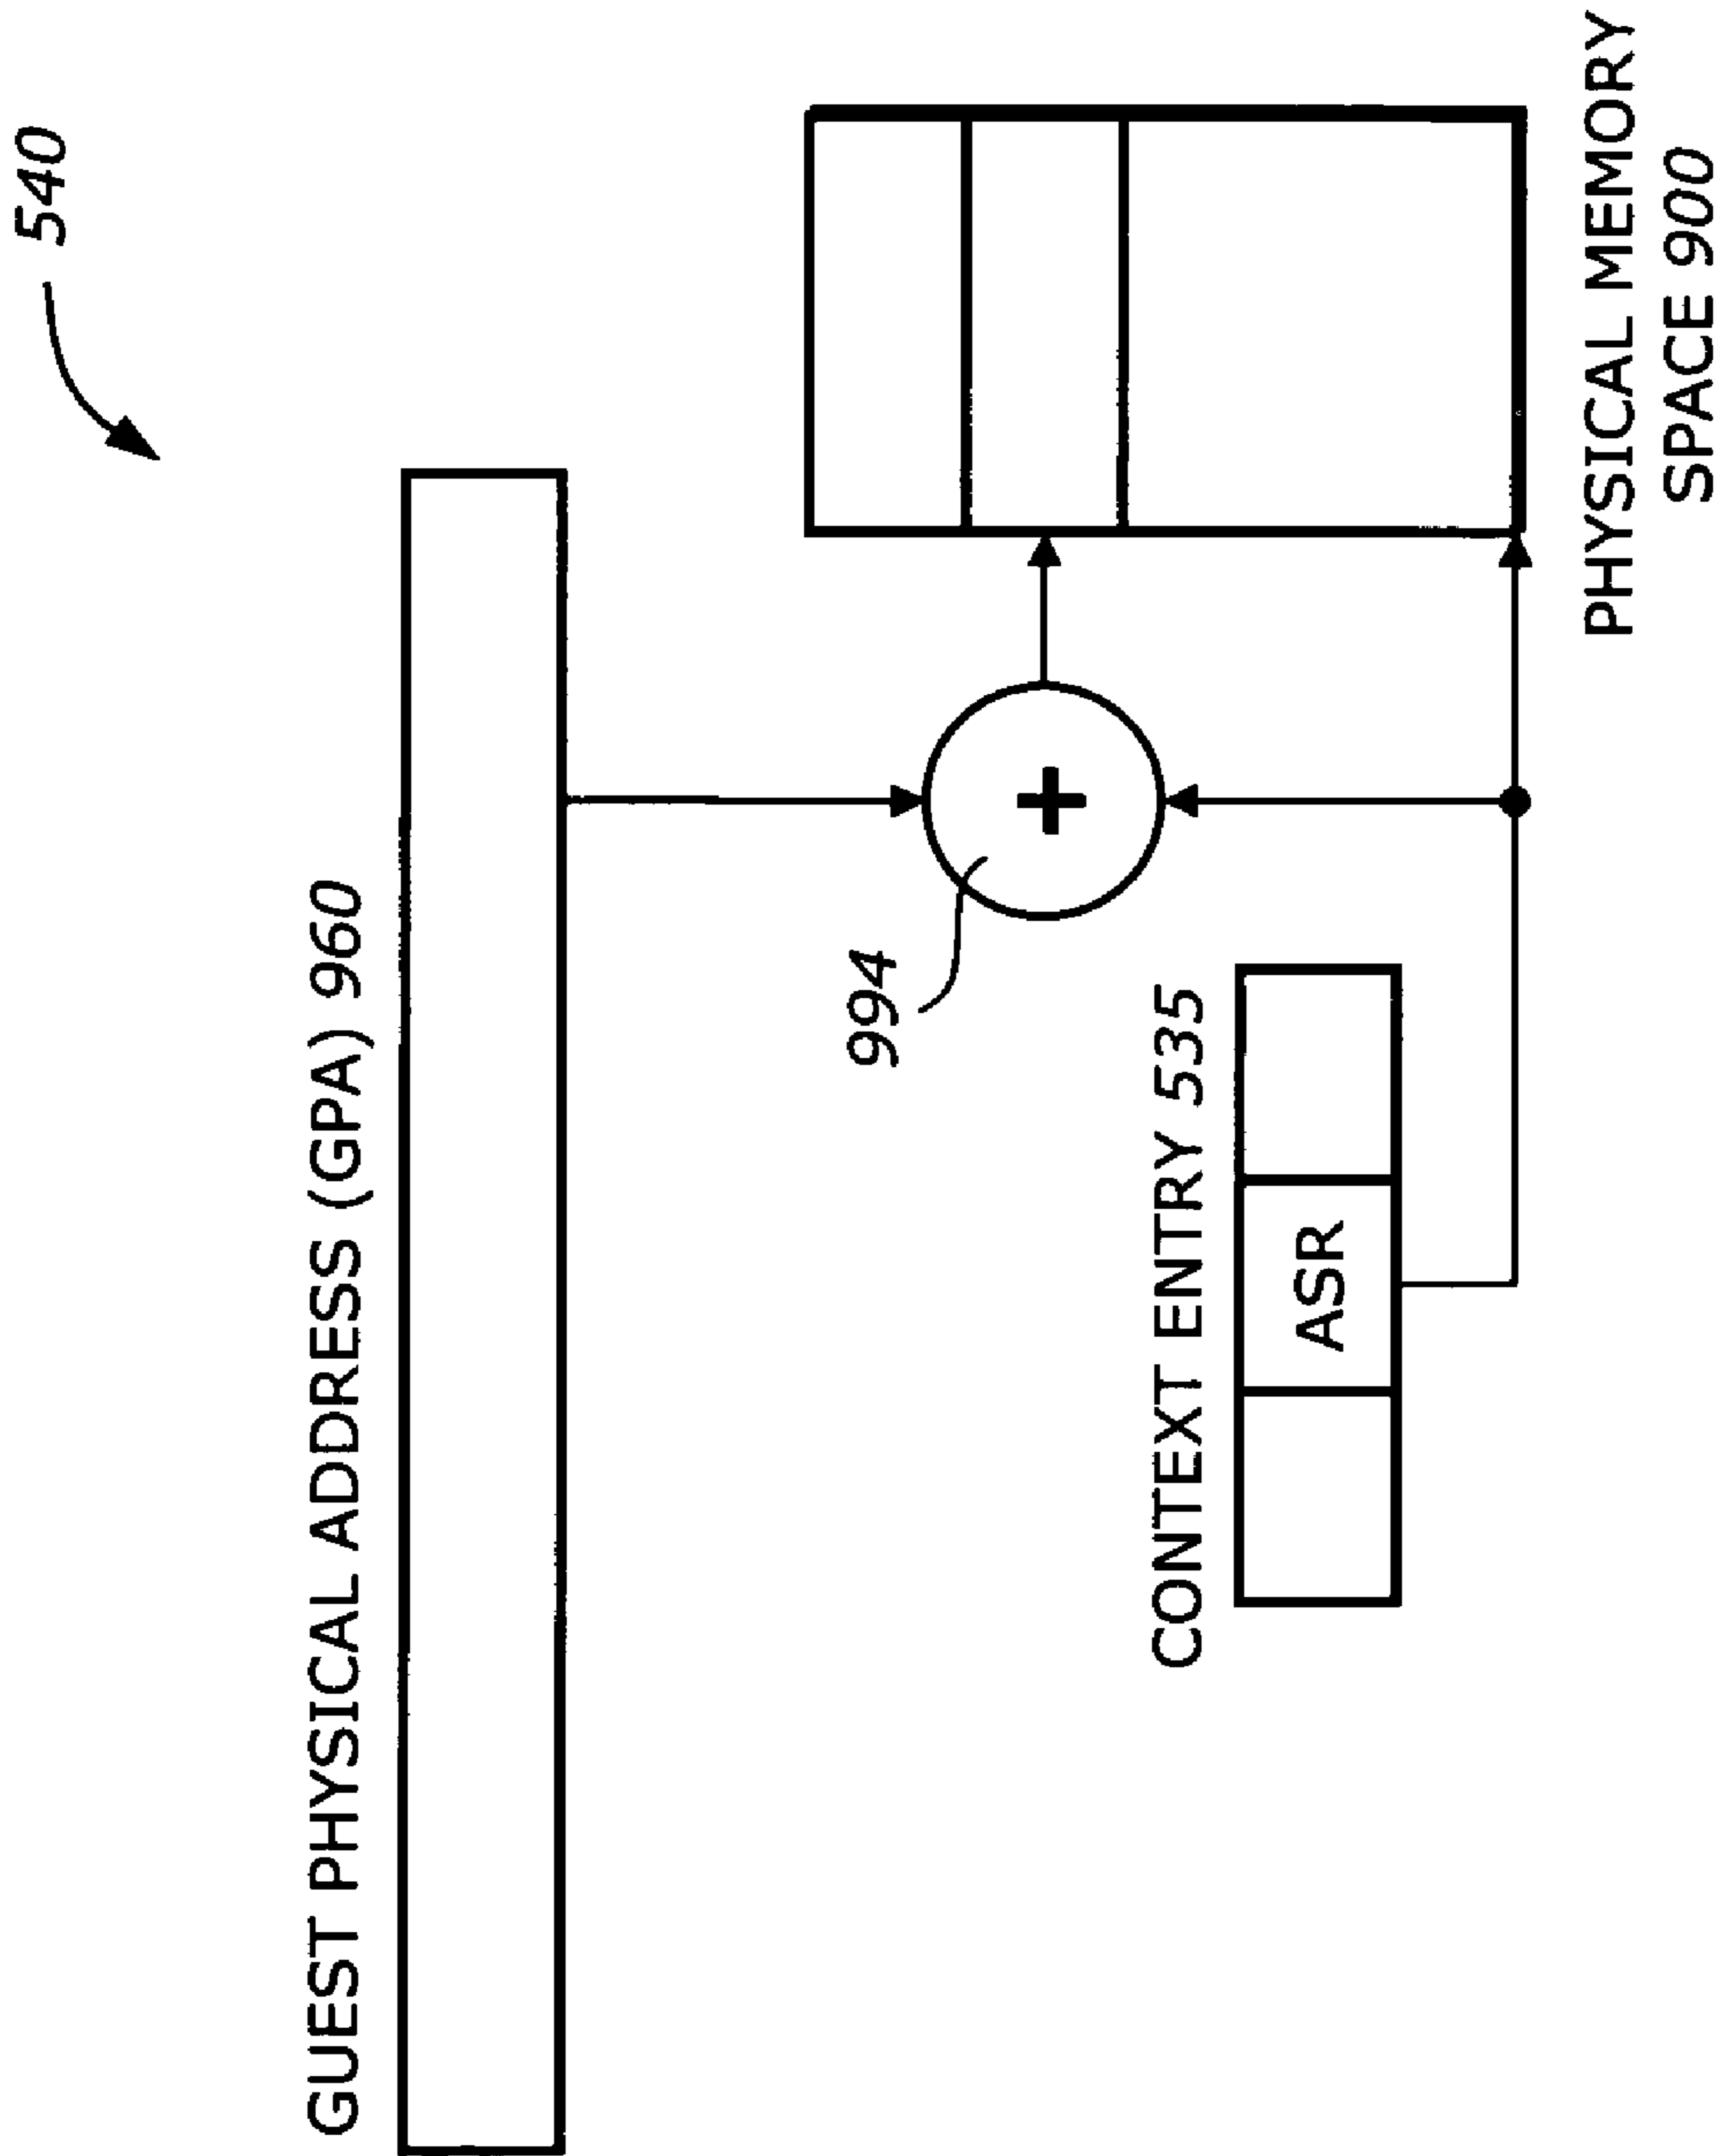 540
GUEST PHYSICAL ADDRESS (GPA) 960
994
+
CONTEXT ENTRY 535
ASR
PHYSICAL MEMORY
SPACE 900